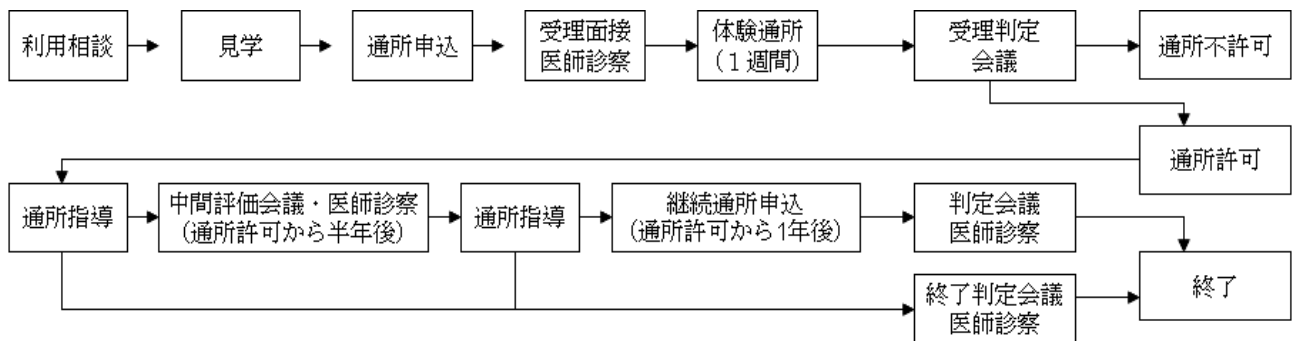 利用相談
見学
通所申込
受理面接
医師診察
体験通所
(1週間)
受理判定
会議
通所不許可
通所許可
通所指導
中間評価会議・医師診察
(通所許可から半年後)
通所指導
継続通所申込
(通所許可から1年後)
判定会議
医師診察
終了判定会議
医師診察
終了